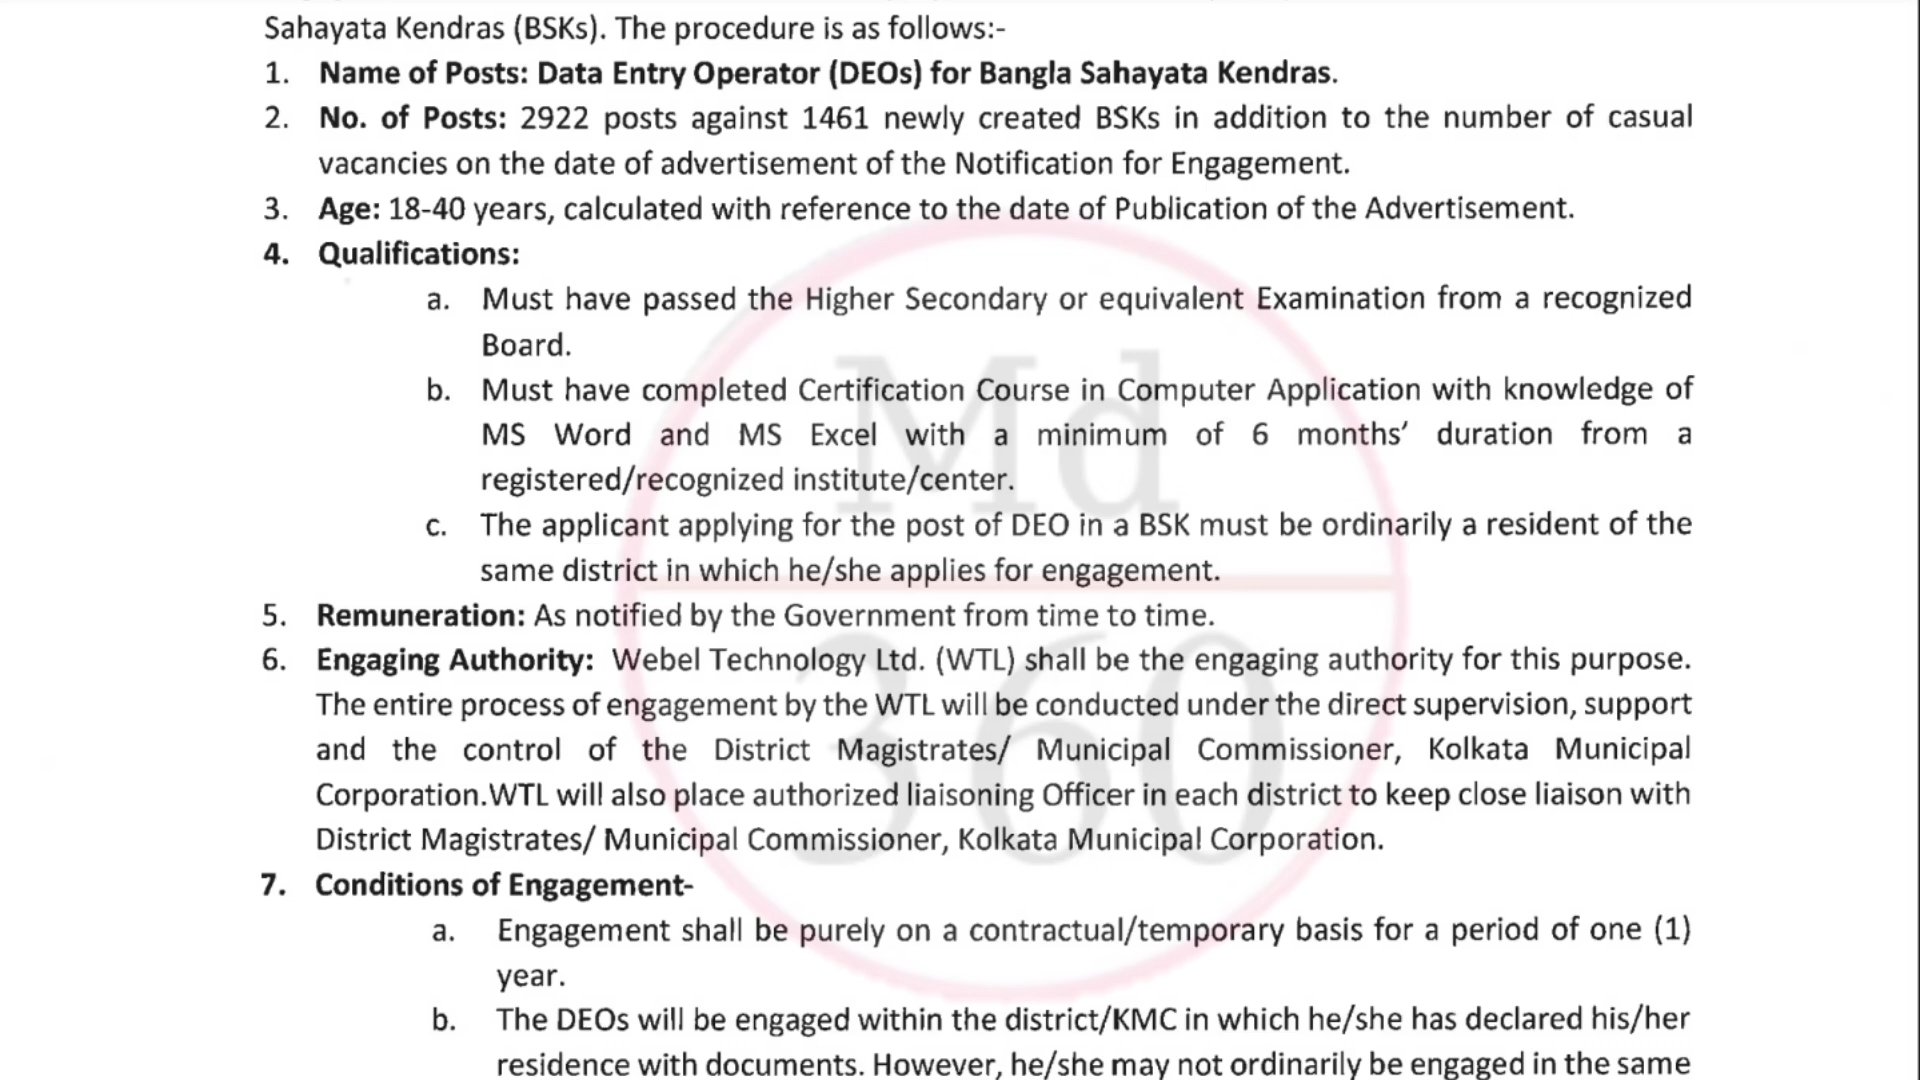 Sahayata Kendras (BSKs). The procedure is as follows:-
1. Name of Posts: Data Entry Operator (DEOs) for Bangla Sahayata Kendras.
2. No. of Posts: 2922 posts against 1461 newly created BSKs in addition to the number of casual
vacancies on the date of advertisement of the Notification for Engagement.
3. Age: 18-40 years, calculated with reference to the date of Publication of the Advertisement.
4. Qualifications:
a. Must have passed the Higher Secondary or equivalent Examination from a recognized
Board.
b. Must have completed Certification Course in Computer Application with knowledge of
MS Word and MS Excel with a minimum of 6 months’ duration from a
registered/recognized institute/center.
c. The applicant applying for the post of DEO in a BSK must be ordinarily a resident of the
same district in which he/she applies for engagement.
5. Remuneration: As notified by the Government from time to time.
6. Engaging Authority: Webel Technology Ltd. (WTL) shall be the engaging authority for this purpose.
The entire process of engagement by the WTL will be conducted under the direct supervision, support
and the control of the District Magistrates/ Municipal Commissioner, Kolkata Municipal
Corporation.WTL will also place authorized liaisoning Officer in each district to keep close liaison with
District Magistrates/ Municipal Commissioner, Kolkata Municipal Corporation.
7. Conditions of Engagement-
a. Engagement shall be purely on a contractual/temporary basis for a period of one (1)
year.
b. The DEOs will be engaged within the district/KMC in which he/she has declared his/her
residence with documents. However, he/she may not ordinarily be engaged in the same
Md
360